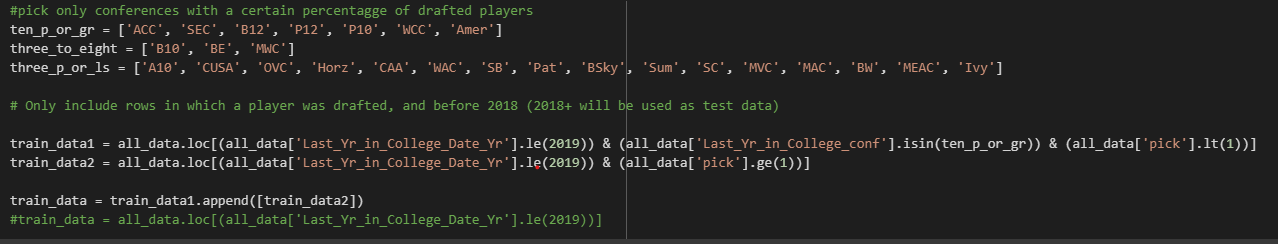 #pick only conferences with a certain percentagge of drafted players
ten_p_or_gr = ['ACC', 'SEC', 'B12', 'P12', 'P10', 'WCC', 'Amer']
three_to_eight = ['B10', 'BE', 'MWC']
three_p_or_ls = ['A10', 'CUSA', 'OVC', 'Horz', 'CAA', 'WAC', 'SB', 'Pat', 'BSky', 'Sum', 'SC', 'MVC', 'MAC', 'BW', 'MEAC', 'Ivy']
# Only include rows in which a player was drafted, and before 2018 (2018+ will be used as test data)
train_data1 = all_data.loc[(all_data['Last_Yr_in_College_Date_Yr'].le(2019)) & (all_data['Last_Yr_in_College_conf'].isin(ten_p_or_gr)) & (all_data['pick'].lt(1))]
train_data2 = all_data.loc[(all_data['Last_Yr_in_College_Date_Yr'].le(2019)) & (all_data['pick'].ge(1))]
train_data = train_data1.append([train_data2])
#train_data = all_data.loc[(all_data['Last_Yr_in_College_Date_Yr'].le(2019))]